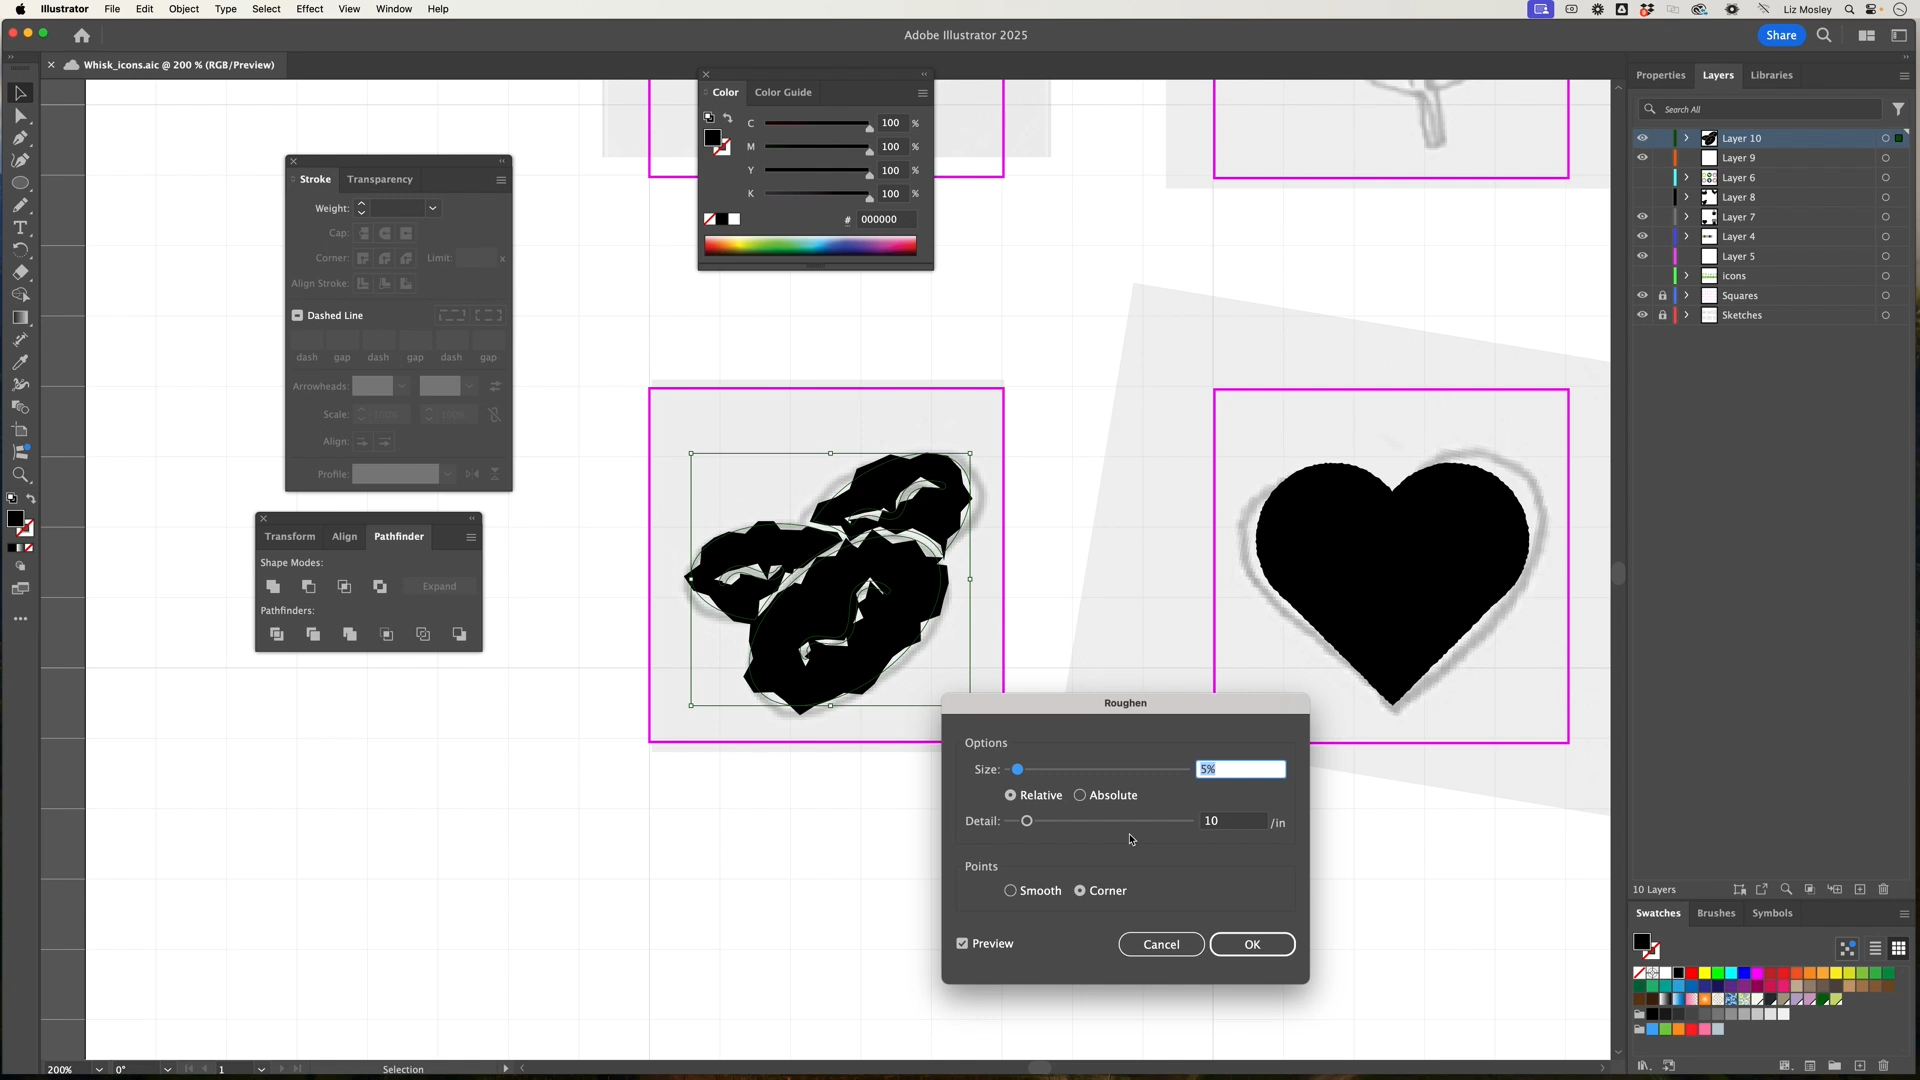 Illustrator File Edit Object Type Select Effect View Window Help Liz Mosley
Adobe Illustrator 2025
Share
Whisk_icons.aic @ 200 % (RGB/Preview)
Color Color Guide
C 100 %
M 100 %
Y 100 %
K 100 %
# 000000
Stroke Transparency
Weight:
Cap:
Corner: Limit: x
Align Stroke:
Dashed Line
dash gap dash gap dash gap
Arrowheads:
Scale: 100% 100%
Align:
Profile:
Transform Align Pathfinder
Shape Modes:
Expand
Pathfinders:
Properties Layers Libraries
Search All
Layer 10
Layer 9
Layer 6
Layer 8
Layer 7
Layer 4
Layer 5
icons
Squares
Sketches
Roughen
Options
Size: 5%
Relative Absolute
Detail: 10 /in
Points
Smooth Corner
Preview Cancel OK
10 Layers
Swatches Brushes Symbols
200% 0° 1 Selection